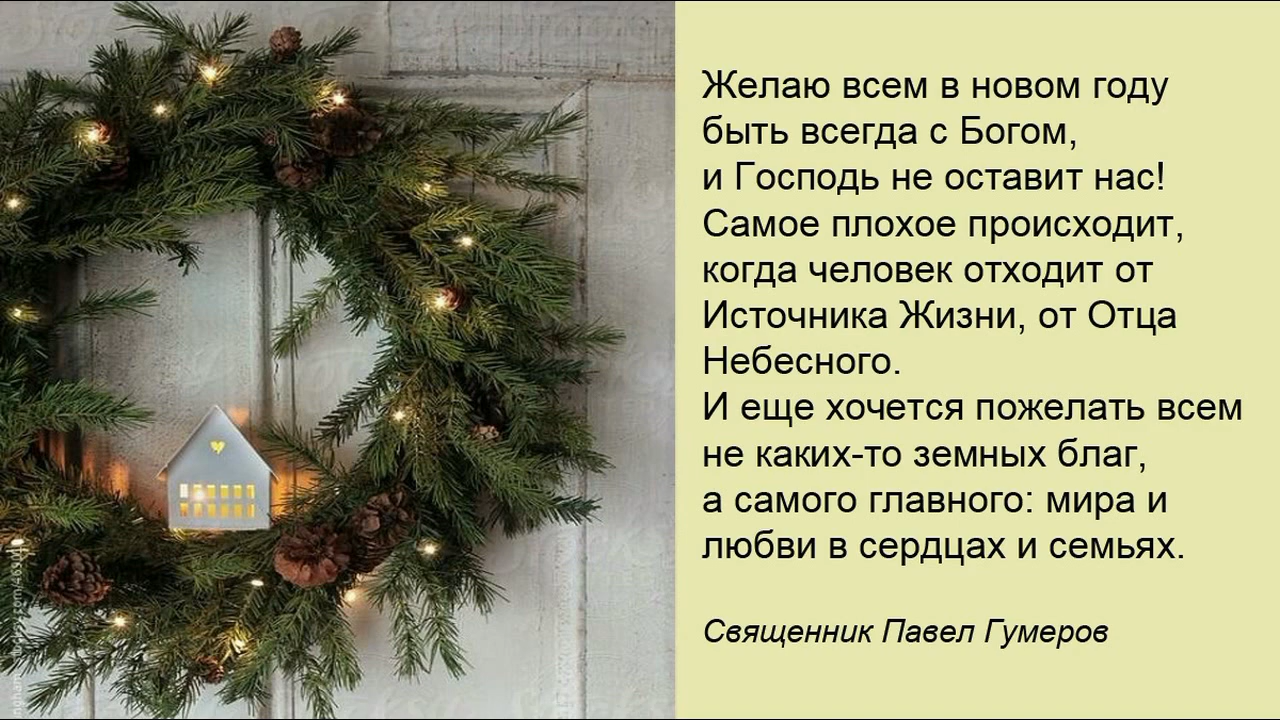 Желаю всем в новом году
быть всегда с Богом,
и Господь не оставит нас!
Самое плохое происходит,
когда человек отходит от
Источника Жизни, от Отца
Небесного.
И еще хочется пожелать всем
не каких-то земных благ,
а самого главного: мира и
любви в сердцах и семьях.
Священник Павел Гумеров